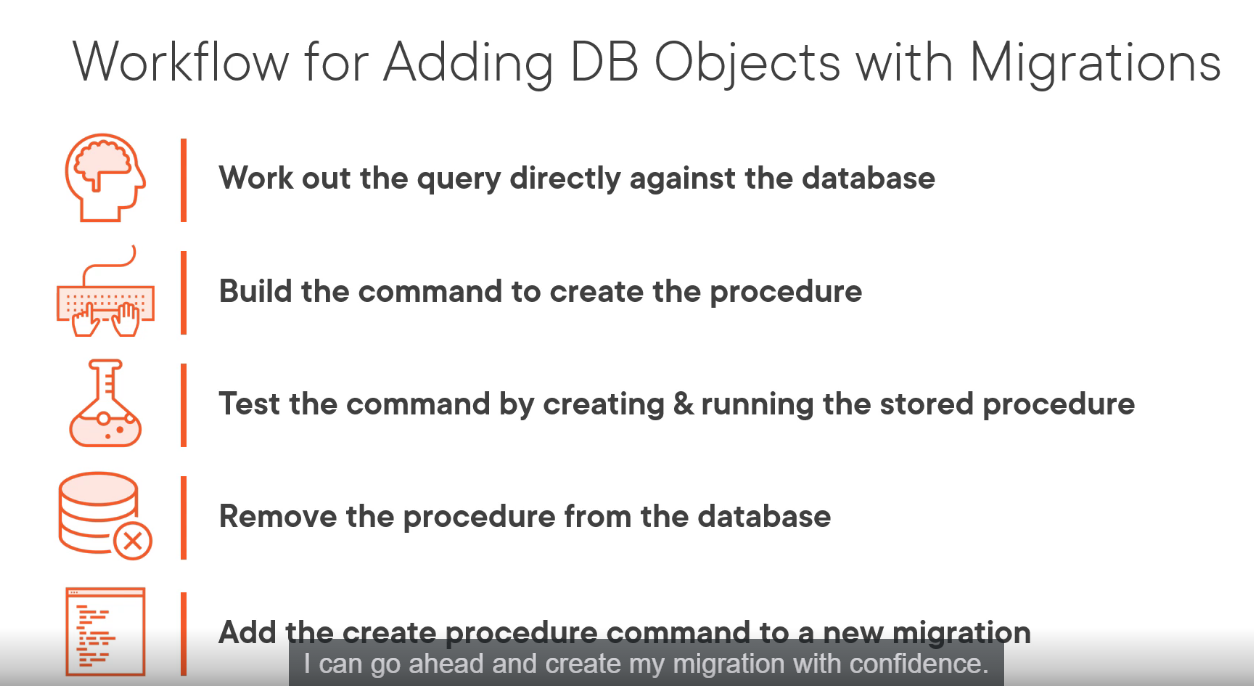 Workflow for Adding DB Objects with Migrations
Work out the query directly against the database
Build the command to create the procedure
Test the command by creating & running the stored procedure
Remove the procedure from the database
Add the create procedure command to a new migration
I can go ahead and create my migration with confidence.